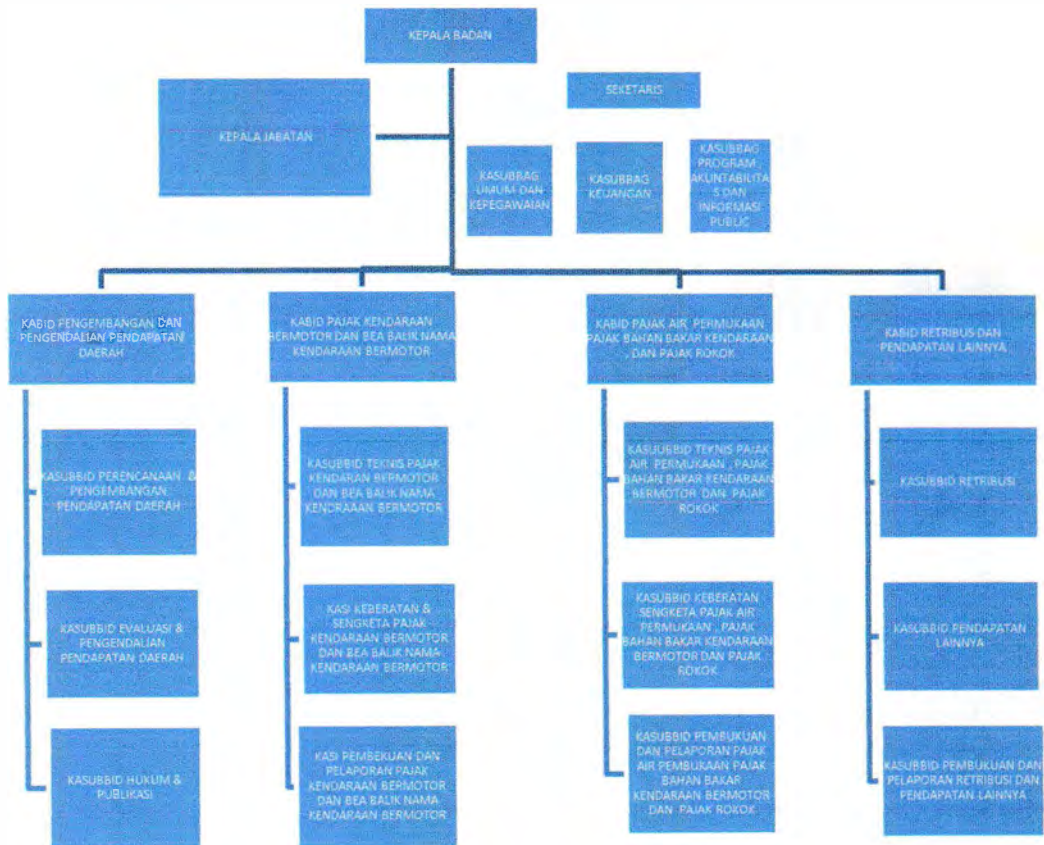 KEPALA BADAN
SEKETARIS
KEPALA JABATAN
KASUBBAG
UMUM DAN
KEPEGAWAIAN
KASUBBAG
KEUANGAN
KASUBBAG
PROGRAM ,
AKUNTABILITA
S DAN
INFORMASI
PUBLIC
KABID PENGEMBANGAN DAN
PENGENDALIAN PENDAPATAN
DAERAH
KABID PAJAK KENDARAAN
BERMOTOR DAN BEA BALIK NAMA
KENDARAAN BERMOTOR
KABID PAJAK AIR PERMUKAAN
PAJAK BAHAN BAKAR KENDARAAN
, DAN PAJAK ROKOK
KABID RETRIBUS DAN
PENDAPATAN LAINNYA
KASUBBID PERENCANAAN &
PENGEMBANGAN
PENDAPATAN DAERAH
KASUBBID TEKNIS PAJAK
KENDARAN BERMOTOR
DAN BEA BALIK NAMA
KENDRAAAN BERMOTOR
KASUUBBID TEKNIS PAJAK
AIR PERMUKAAN , PAJAK
BAHAN BAKAR KENDARAAN
BERMOTOR DAN PAJAK
ROKOK
KASUBBID RETRIBUSI
KASUBBID EVALUASI &
PENGENDALIAN
PENDAPATAN DAERAH
KASI KEBERATAN &
SENGKETA PAJAK
KENDARAAN BERMOTOR
DAN BEA BALIK NAMA
KENDARAAN BERMOTOR
KASUBBID KEBERATAN
SENGKETA PAJAK AIR
PERMUKAAN , PAJAK
BAHAN BAKAR KENDARAAN
BERMOTOR DAN PAJAK
ROKOK
KASUBBID PENDAPATAN
LAINNYA
KASUBBID HUKUM &
PUBLIKASI
KASI PEMBEKUAN DAN
PELAPORAN PAJAK
KENDARAAN BERMOTOR
DAN BEA BALIK NAMA
KENDARAAN BERMOTOR
KASUBBID PEMBUKUAN
DAN PELAPORAN PAJAK
AIR PEMBUKAAN PAJAK
BAHAN BAKAR
KENDARAAN BERMOTOR
DAN PAJAK ROKOK
KASUBBID PEMBUKUAN DAN
PELAPORAN RETRIBUSI DAN
PENDAPATAN LAINNYA